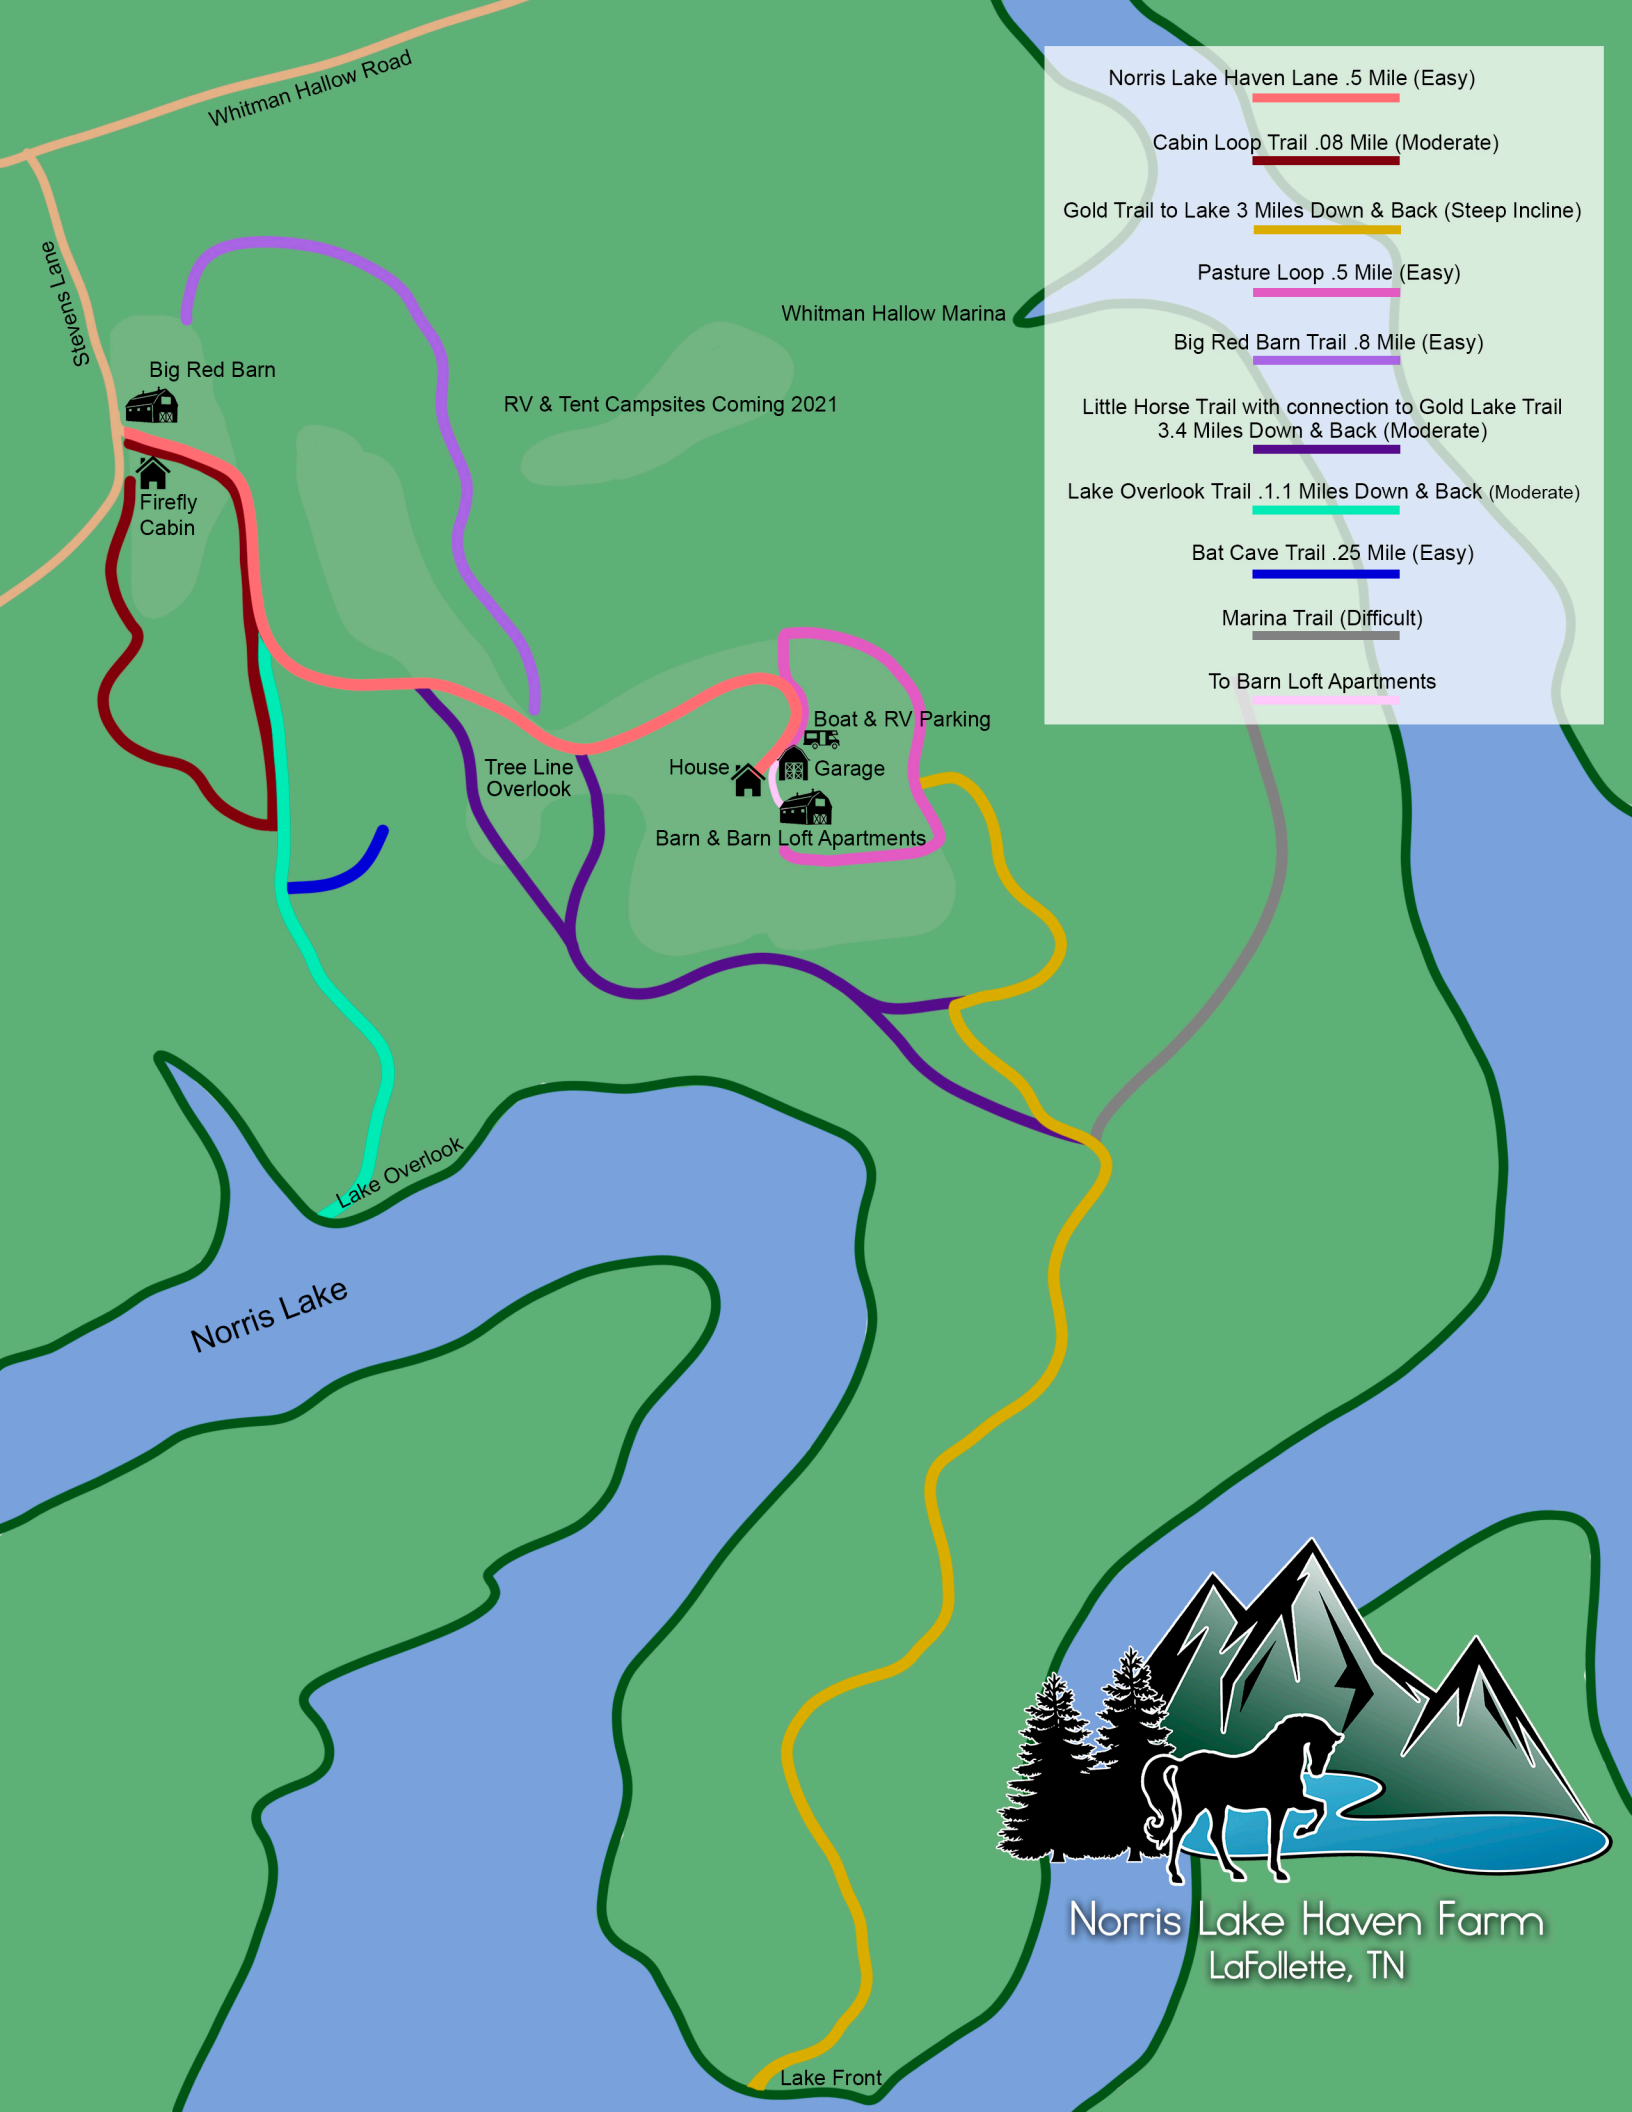 Whitman Hallow Road
Stevens Lane
Norris Lake Haven Lane .5 Mile (Easy)
Cabin Loop Trail .08 Mile (Moderate)
Gold Trail to Lake 3 Miles Down & Back (Steep Incline)
Pasture Loop .5 Mile (Easy)
Big Red Barn Trail .8 Mile (Easy)
Little Horse Trail with connection to Gold Lake Trail
3.4 Miles Down & Back (Moderate)
Lake Overlook Trail .1.1 Miles Down & Back (Moderate)
Bat Cave Trail .25 Mile (Easy)
Marina Trail (Difficult)
To Barn Loft Apartments
Whitman Hallow Marina
Big Red Barn
RV & Tent Campsites Coming 2021
Firefly
Cabin
Boat & RV Parking
House
Garage
Tree Line
Overlook
Barn & Barn Loft Apartments
Lake Overlook
Norris Lake
Norris Lake Haven Farm
LaFollette, TN
Lake Front